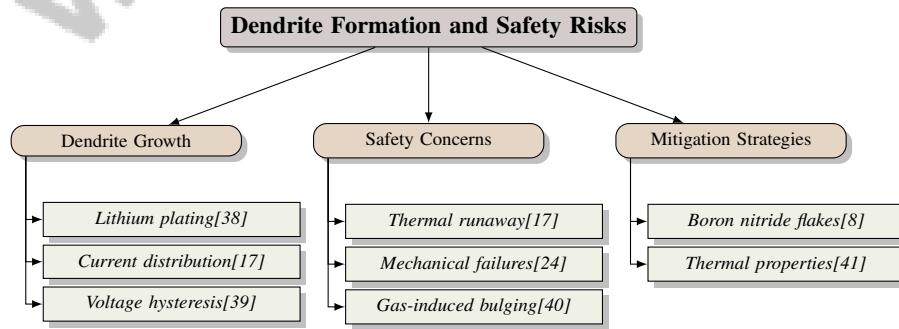 Dendrite Formation and Safety Risks
Dendrite Growth
Lithium plating[38]
Current distribution[17]
Voltage hysteresis[39]
Safety Concerns
Thermal runaway[17]
Mechanical failures[24]
Gas-induced bulging[40]
Mitigation Strategies
Boron nitride flakes[8]
Thermal properties[41]